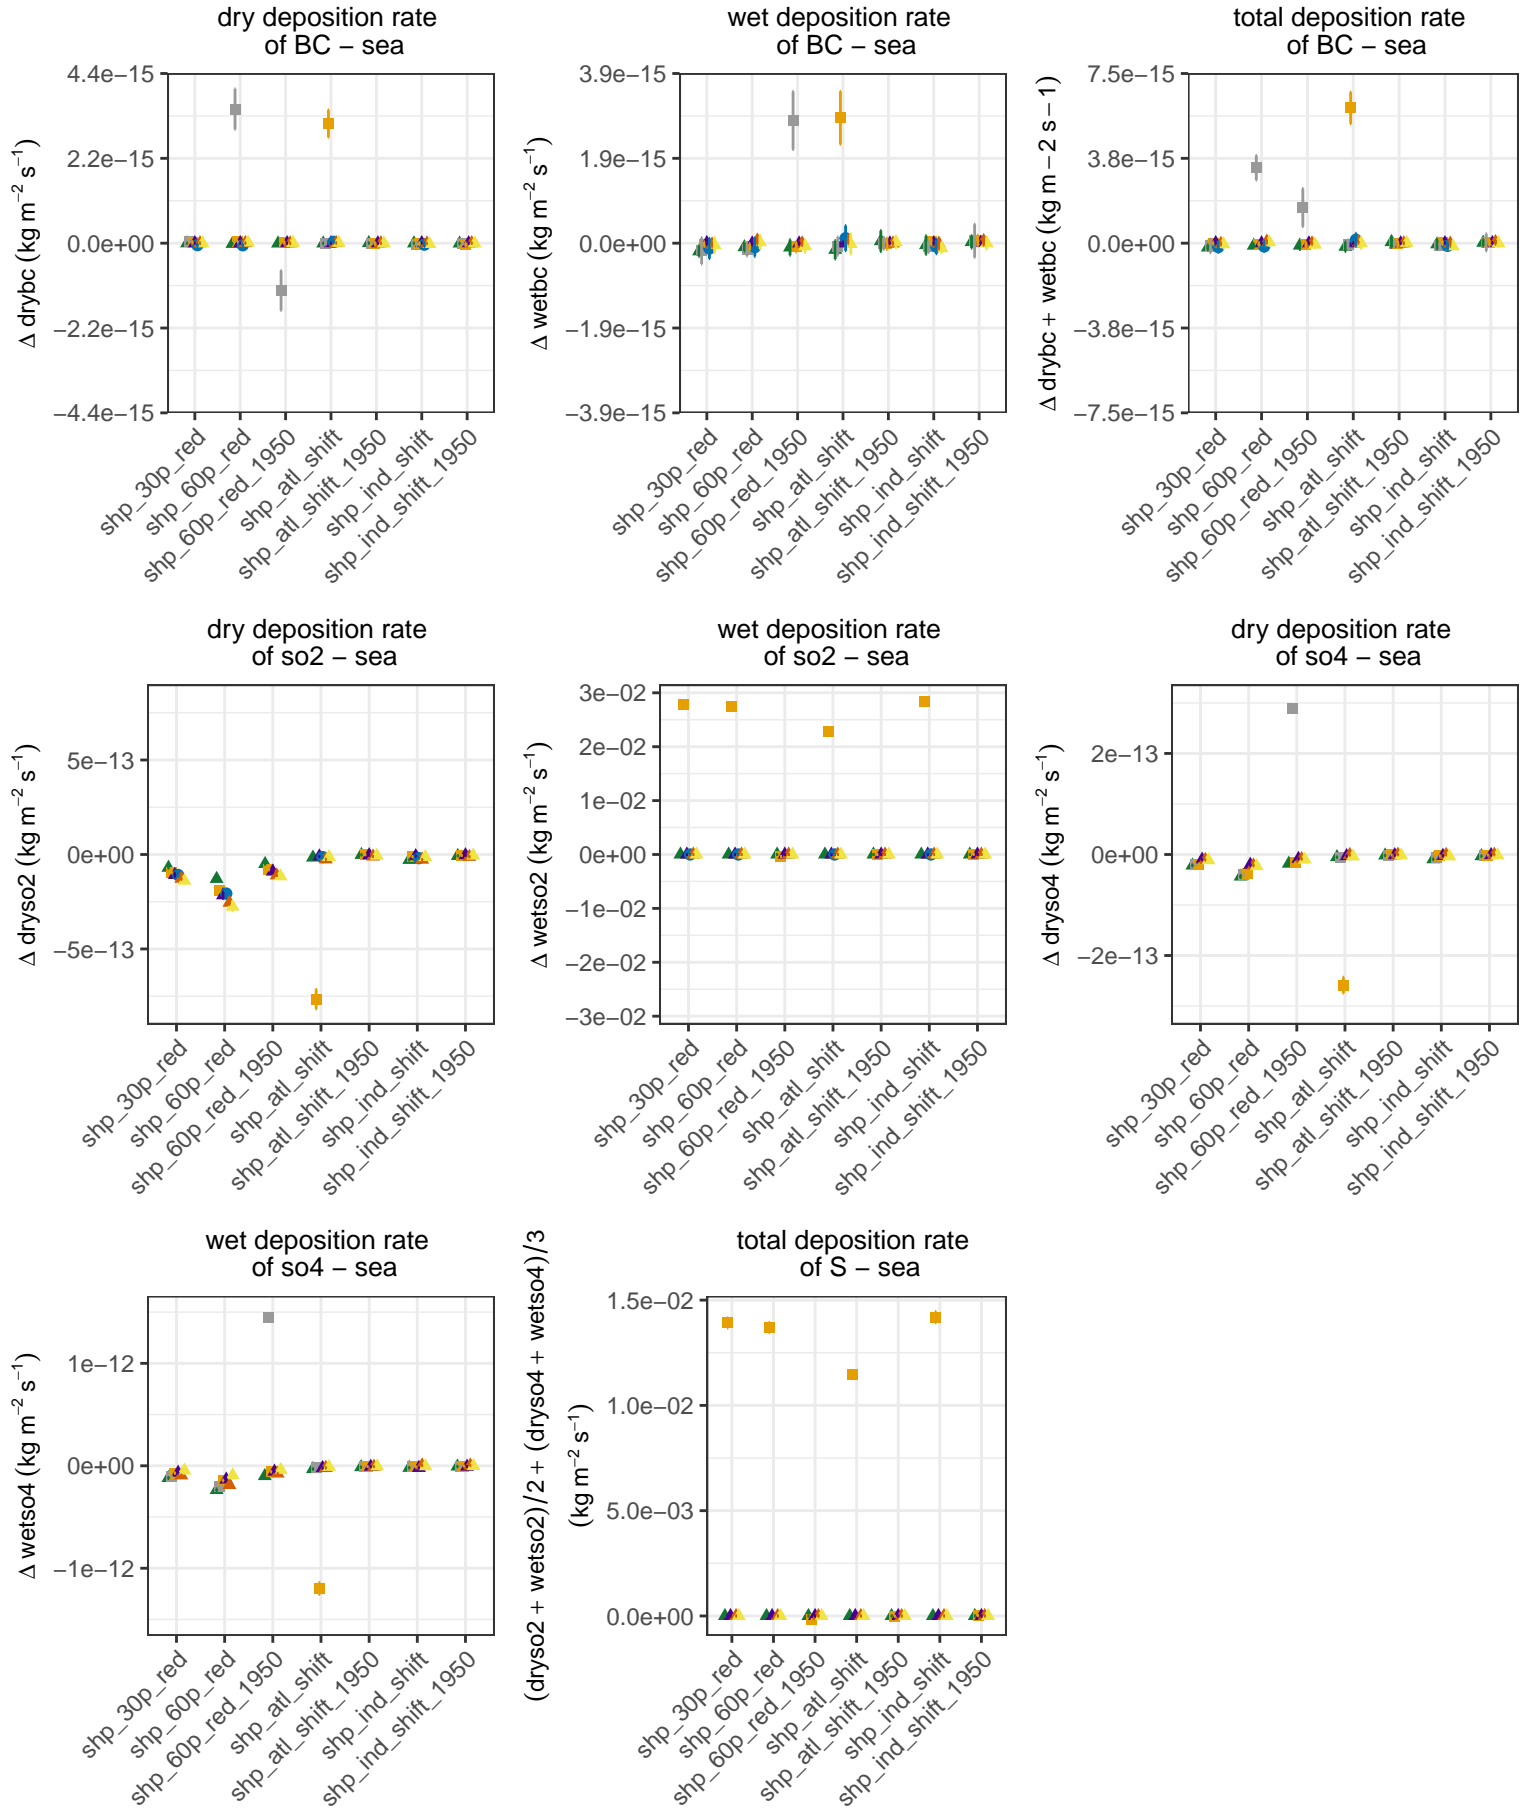 dry deposition rate
of BC − sea
Δ drybc (kg m−2 s−1)
4.4e−15
2.2e−15
0.0e+00
−2.2e−15
−4.4e−15
shp_30p_red
shp_60p_red
shp_60p_red_1950
shp_atl_shift
shp_atl_shift_1950
shp_ind_shift
shp_ind_shift_1950
wet deposition rate
of BC − sea
Δ wetbc (kg m−2 s−1)
3.9e−15
1.9e−15
0.0e+00
−1.9e−15
−3.9e−15
shp_30p_red
shp_60p_red
shp_60p_red_1950
shp_atl_shift
shp_atl_shift_1950
shp_ind_shift
shp_ind_shift_1950
total deposition rate
of BC − sea
Δ drybc + wetbc (kg m − 2 s − 1)
7.5e−15
3.8e−15
0.0e+00
−3.8e−15
−7.5e−15
shp_30p_red
shp_60p_red
shp_60p_red_1950
shp_atl_shift
shp_atl_shift_1950
shp_ind_shift
shp_ind_shift_1950
dry deposition rate
of so2 − sea
Δ dryso2 (kg m−2 s−1)
5e−13
0e+00
−5e−13
shp_30p_red
shp_60p_red
shp_60p_red_1950
shp_atl_shift
shp_atl_shift_1950
shp_ind_shift
shp_ind_shift_1950
wet deposition rate
of so2 − sea
Δ wetso2 (kg m−2 s−1)
3e−02
2e−02
1e−02
0e+00
−1e−02
−2e−02
−3e−02
shp_30p_red
shp_60p_red
shp_60p_red_1950
shp_atl_shift
shp_atl_shift_1950
shp_ind_shift
shp_ind_shift_1950
dry deposition rate
of so4 − sea
Δ dryso4 (kg m−2 s−1)
2e−13
0e+00
−2e−13
shp_30p_red
shp_60p_red
shp_60p_red_1950
shp_atl_shift
shp_atl_shift_1950
shp_ind_shift
shp_ind_shift_1950
wet deposition rate
of so4 − sea
Δ wetso4 (kg m−2 s−1)
1e−12
0e+00
−1e−12
shp_30p_red
shp_60p_red
shp_60p_red_1950
shp_atl_shift
shp_atl_shift_1950
shp_ind_shift
shp_ind_shift_1950
total deposition rate
of S − sea
(dryso2 + wetso2)/2 + (dryso4 + wetso4)/3
(kg m−2 s−1)
1.5e−02
1.0e−02
5.0e−03
0.0e+00
shp_30p_red
shp_60p_red
shp_60p_red_1950
shp_atl_shift
shp_atl_shift_1950
shp_ind_shift
shp_ind_shift_1950